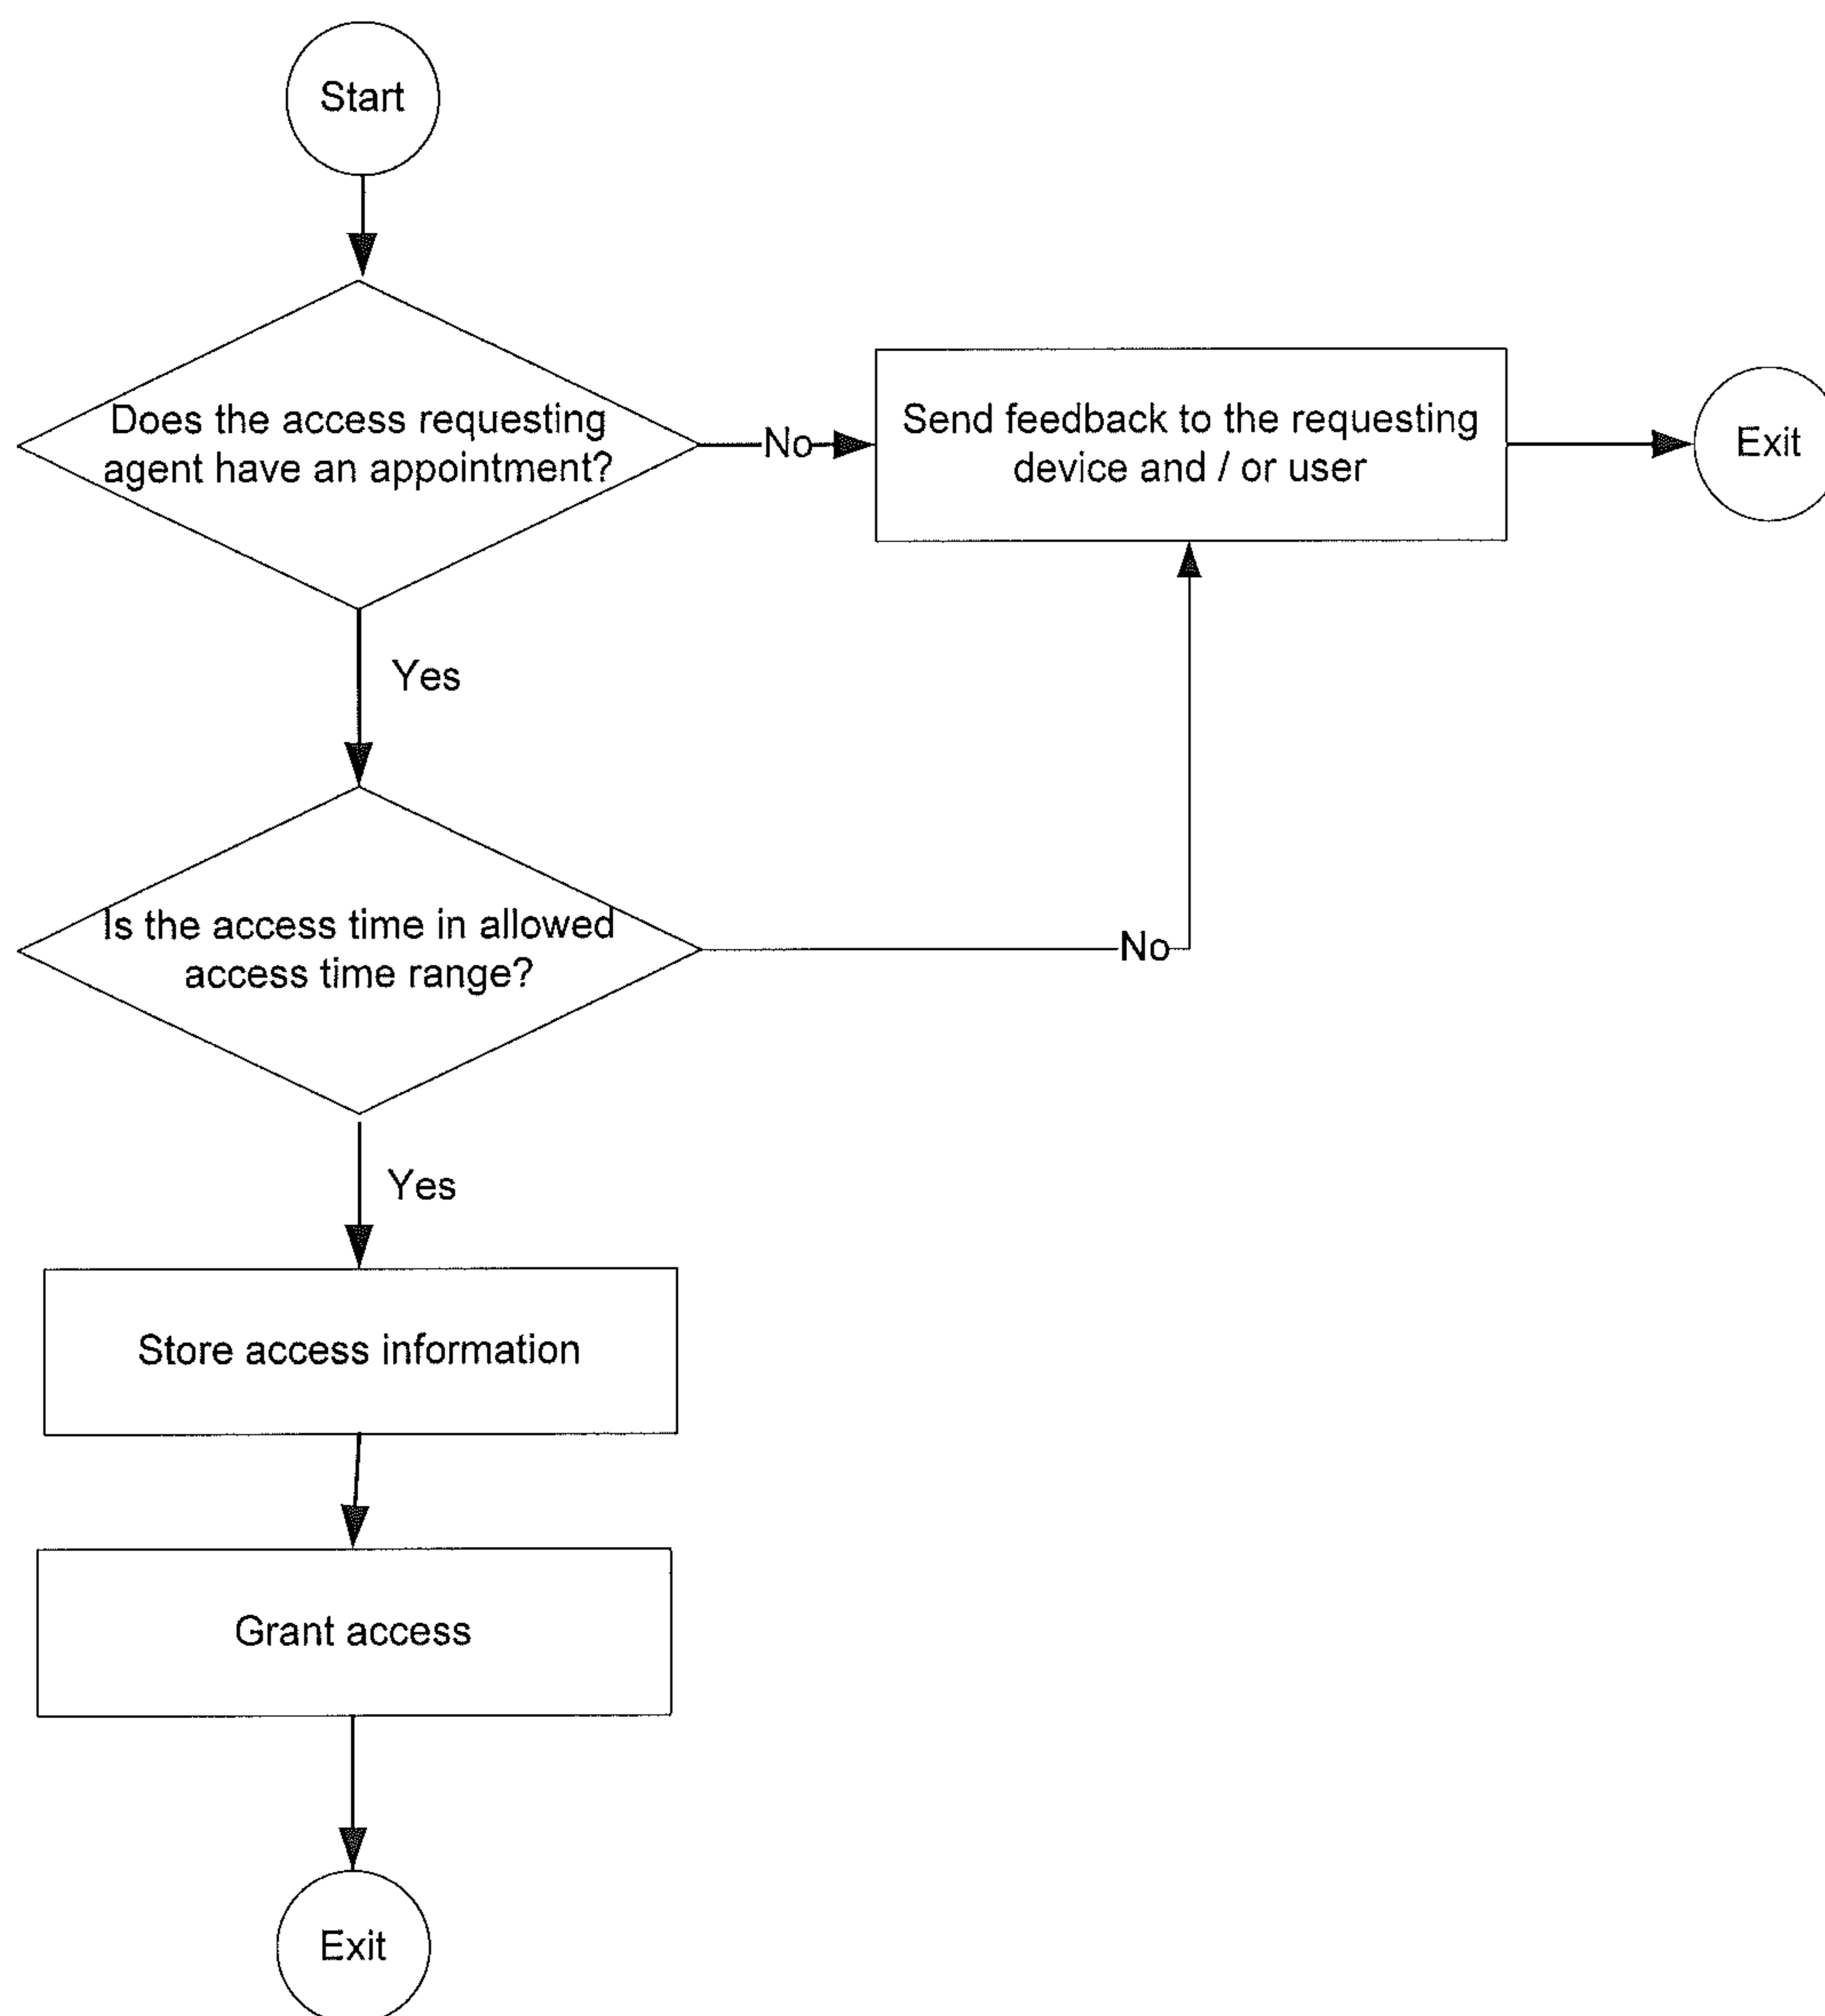 Start
Does the access requesting
agent have an appointment?
No
Send feedback to the requesting
device and / or user
Exit
Yes
Is the access time in allowed
access time range?
No
Yes
Store access information
Grant access
Exit